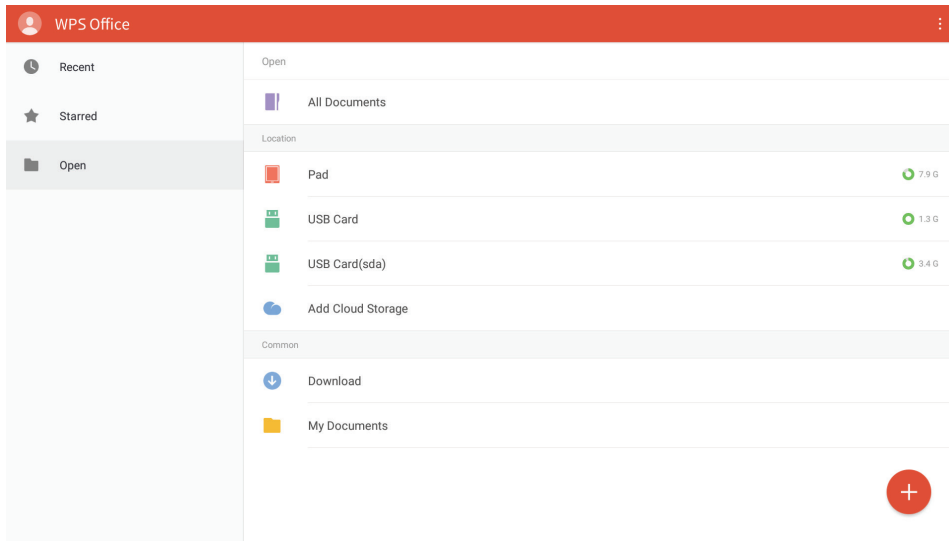 WPS Office
Recent
Starred
Open
Open
All Documents
Location
Pad
7.9 G
USB Card
1.3 G
USB Card(sda)
3.4 G
Add Cloud Storage
Common
Download
My Documents